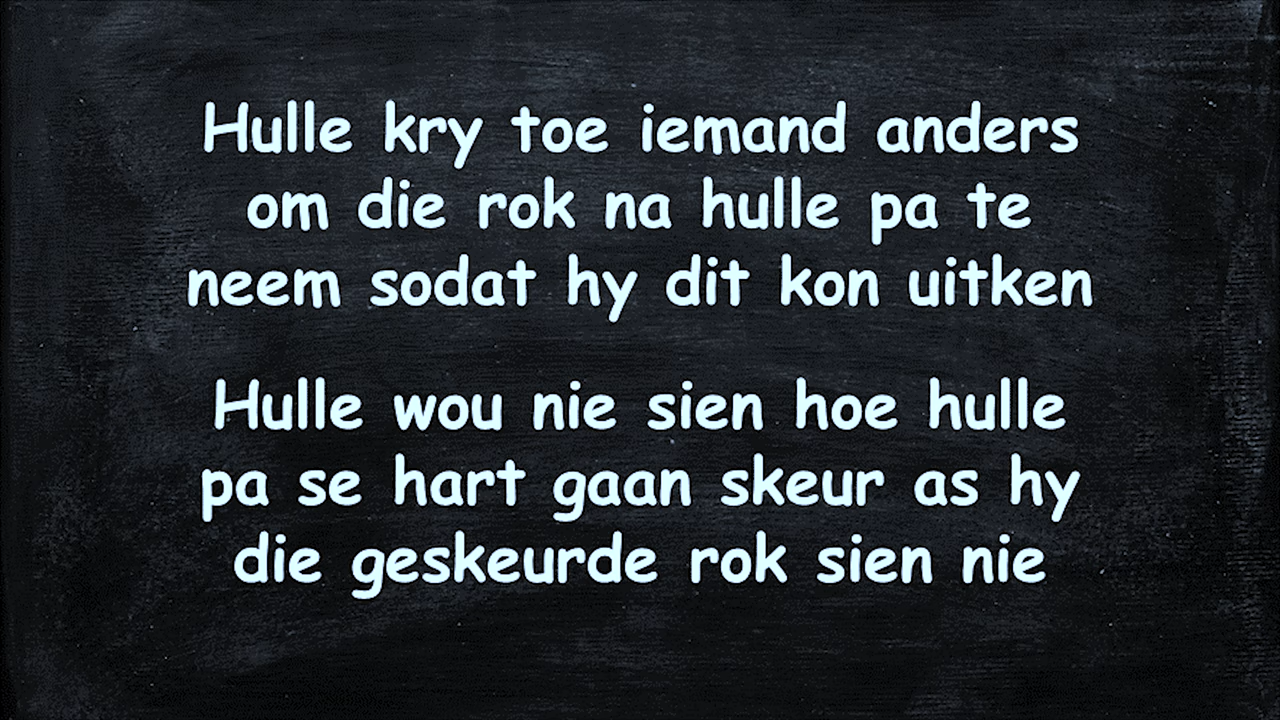 Hulle kry toe iemand anders
om die rok na hulle pa te
neem sodat hy dit kon uitken
Hulle wou nie sien hoe hulle
pa se hart gaan skeur as hy
die geskeurde rok sien nie